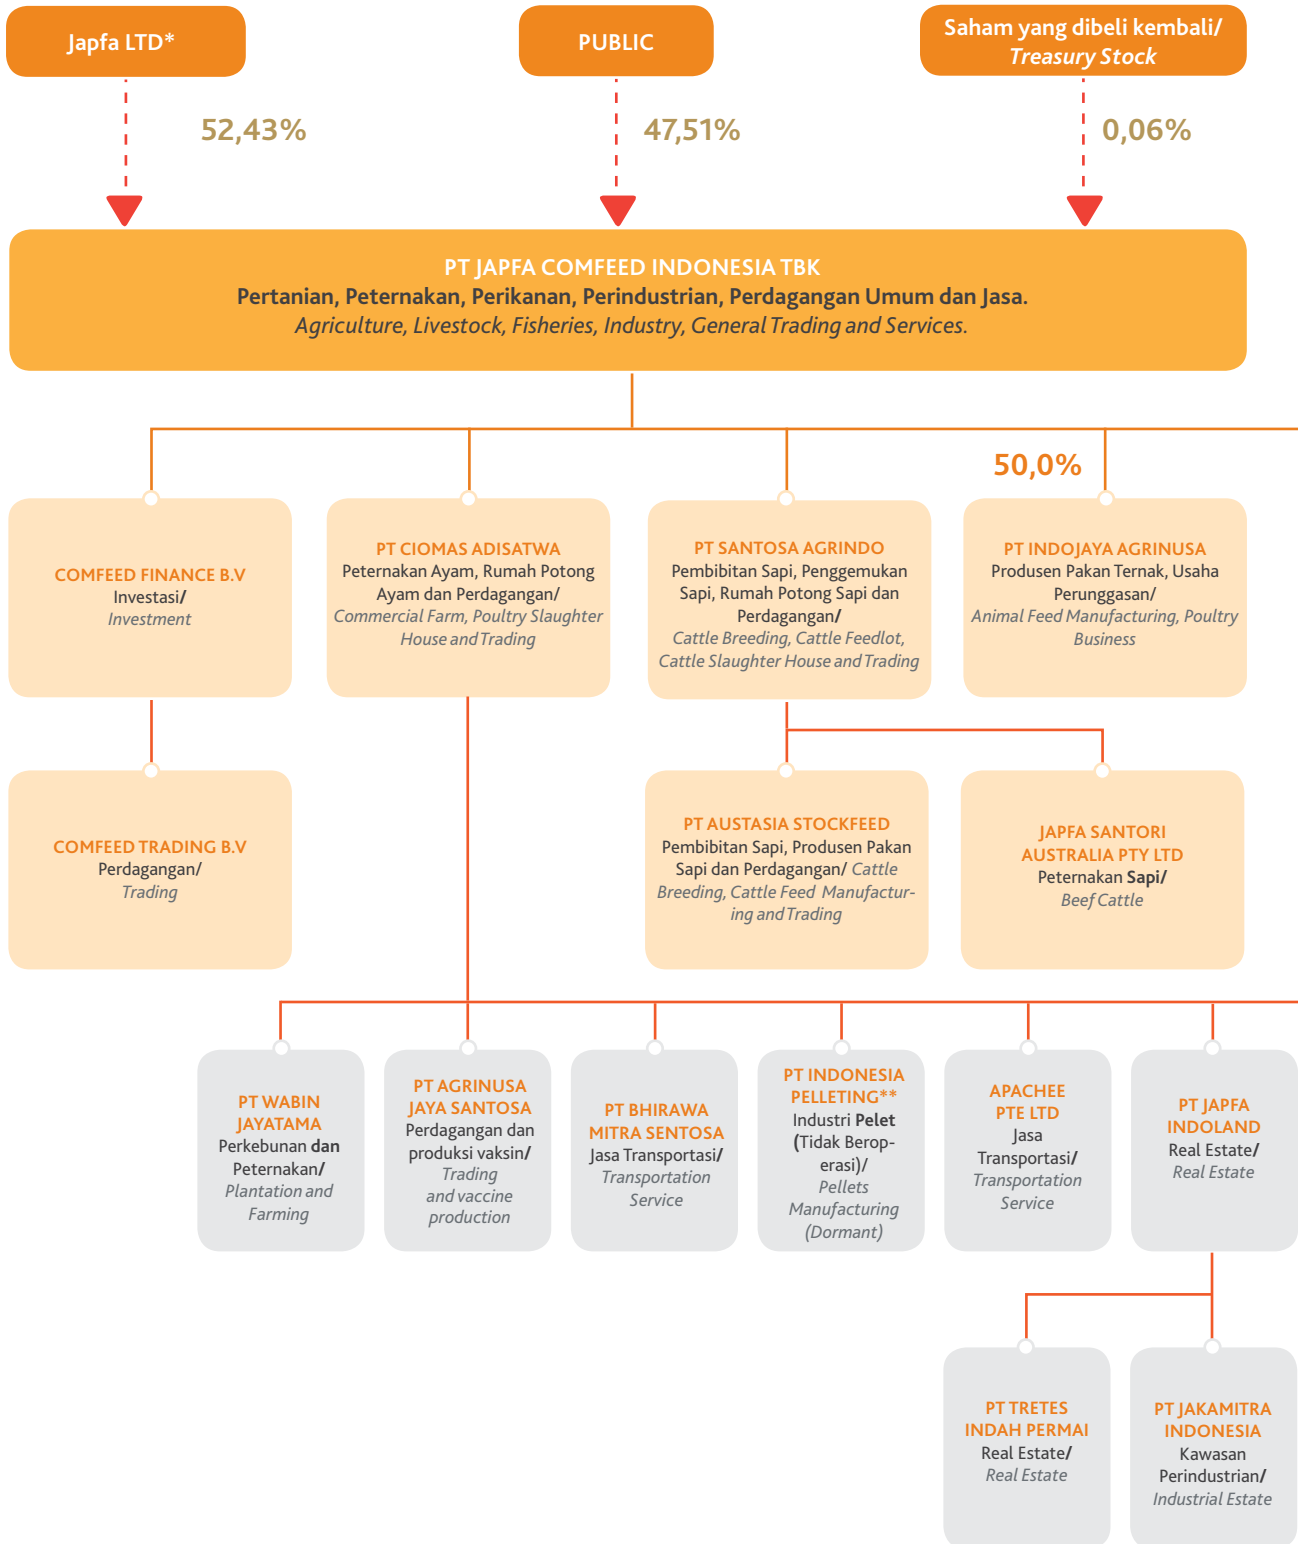 Japfa LTD*
PUBLIC
Saham yang dibeli kembali/
Treasury Stock
52,43%
47,51%
0,06%
PT JAPFA COMFEED INDONESIA TBK
Pertanian, Peternakan, Perikanan, Perindustrian, Perdagangan Umum dan Jasa.
Agriculture, Livestock, Fisheries, Industry, General Trading and Services.
50,0%
COMFEED FINANCE B.V
Investasi/
Investment
PT CIOMAS ADISATWA
Peternakan Ayam, Rumah Potong
Ayam dan Perdagangan/
Commercial Farm, Poultry Slaughter
House and Trading
PT SANTOSA AGRINDO
Pembibitan Sapi, Penggemukan
Sapi, Rumah Potong Sapi dan
Perdagangan/
Cattle Breeding, Cattle Feedlot,
Cattle Slaughter House and Trading
PT INDOJAYA AGRINUSA
Produsen Pakan Ternak, Usaha
Perunggasan/
Animal Feed Manufacturing, Poultry
Business
COMFEED TRADING B.V
Perdagangan/
Trading
PT AUSTASIA STOCKFEED
Pembibitan Sapi, Produsen Pakan
Sapi dan Perdagangan/ Cattle
Breeding, Cattle Feed Manufactur-
ing and Trading
JAPFA SANTORI
AUSTRALIA PTY LTD
Peternakan Sapi/
Beef Cattle
PT WABIN
JAYATAMA
Perkebunan dan
Peternakan/
Plantation and
Farming
PT AGRINUSA
JAYA SANTOSA
Perdagangan dan
produksi vaksin/
Trading
and vaccine
production
PT BHIRAWA
MITRA SENTOSA
Jasa Transportasi/
Transportation
Service
PT INDONESIA
PELLETING**
Industri Pelet
(Tidak Berop-
erasi)/
Pellets
Manufacturing
(Dormant)
APACHEE
PTE LTD
Jasa
Transportasi/
Transportation
Service
PT JAPFA
INDOLAND
Real Estate/
Real Estate
PT TRETES
INDAH PERMAI
Real Estate/
Real Estate
PT JAKAMITRA
INDONESIA
Kawasan
Perindustrian/
Industrial Estate